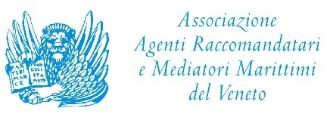 Associazione
Agenti Raccomandatari
e Mediatori Marittimi
del Veneto